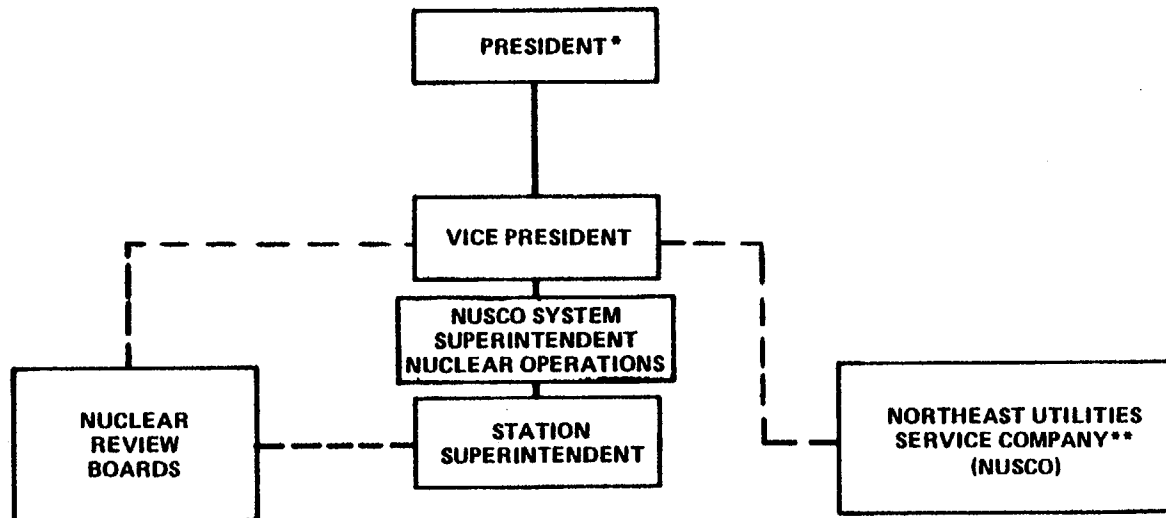 PRESIDENT*
VICE PRESIDENT
NUSCO SYSTEM
SUPERINTENDENT
NUCLEAR OPERATIONS
NUCLEAR
REVIEW
BOARDS
STATION
SUPERINTENDENT
NORTHEAST UTILITIES
SERVICE COMPANY**
(NUSCO)